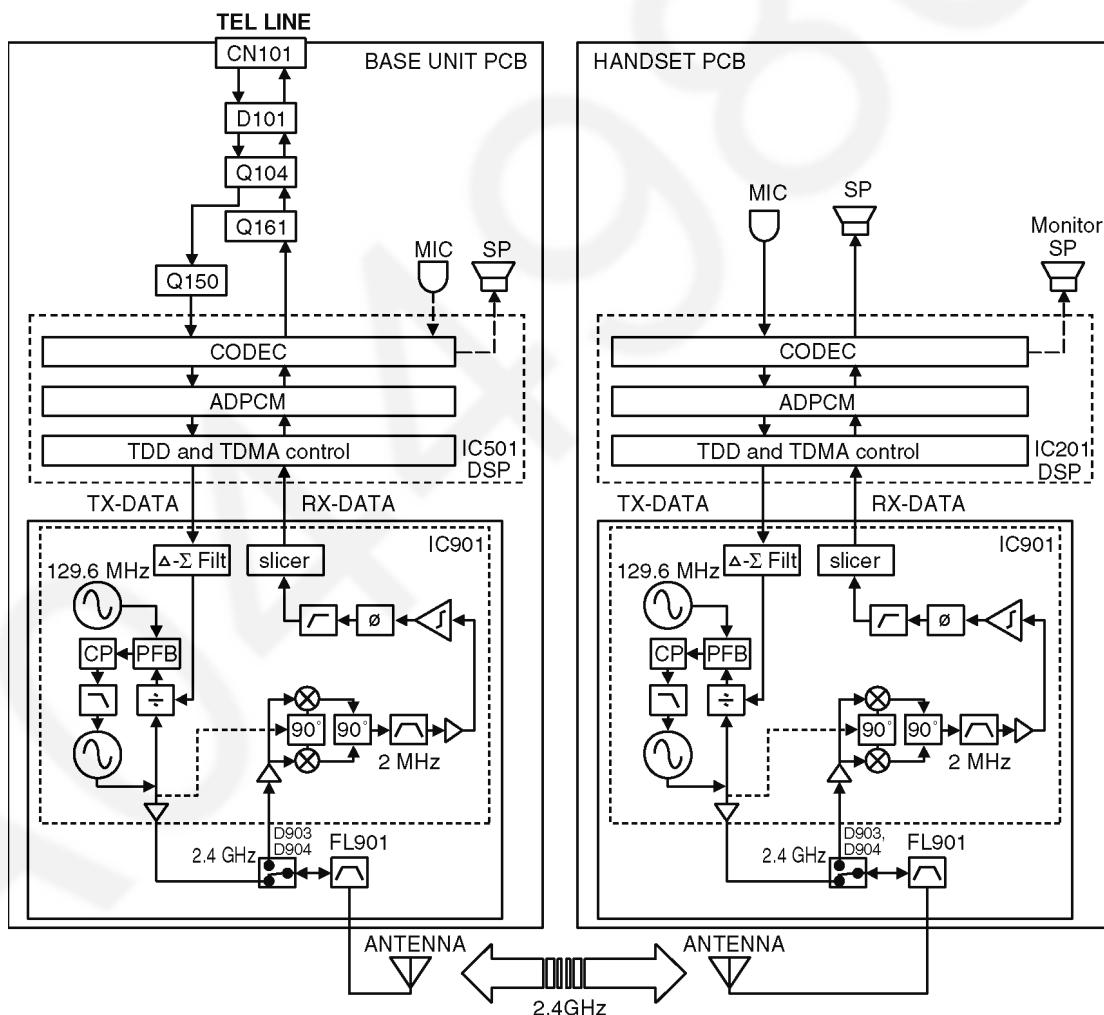 TEL LINE
CN101
BASE UNIT PCB
D101
Q104
Q161
Q150
MIC
SP
CODEC
ADPCM
TDD and TDMA control
IC501
DSP
TX-DATA
RX-DATA
IC901
Δ-Σ Filt
slicer
129.6 MHz
CP
PFB
÷
ø
90°
90°
2 MHz
D903
D904
2.4 GHz
FL901
ANTENNA
HANDSET PCB
MIC
SP
Monitor
SP
CODEC
ADPCM
TDD and TDMA control
IC201
DSP
TX-DATA
RX-DATA
IC901
Δ-Σ Filt
slicer
129.6 MHz
CP
PFB
÷
ø
90°
90°
2 MHz
D903,
D904
2.4 GHz
FL901
ANTENNA
2.4GHz